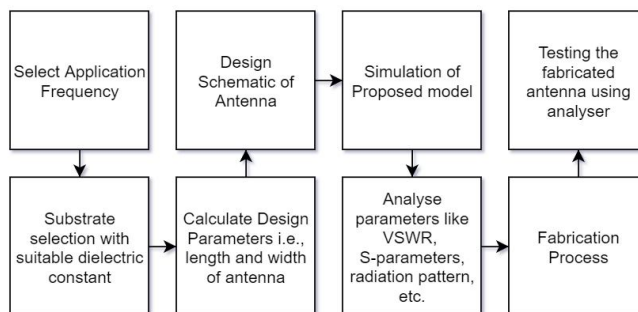 Select Application
Frequency
Substrate
selection with
suitable dielectric
constant
Calculate Design
Parameters i.e.,
length and width
of antenna
Design
Schematic of
Antenna
Simulation of
Proposed model
Analyse
parameters like
VSWR,
S-parameters,
radiation pattern,
etc.
Fabrication
Process
Testing the
fabricated
antenna using
analyser